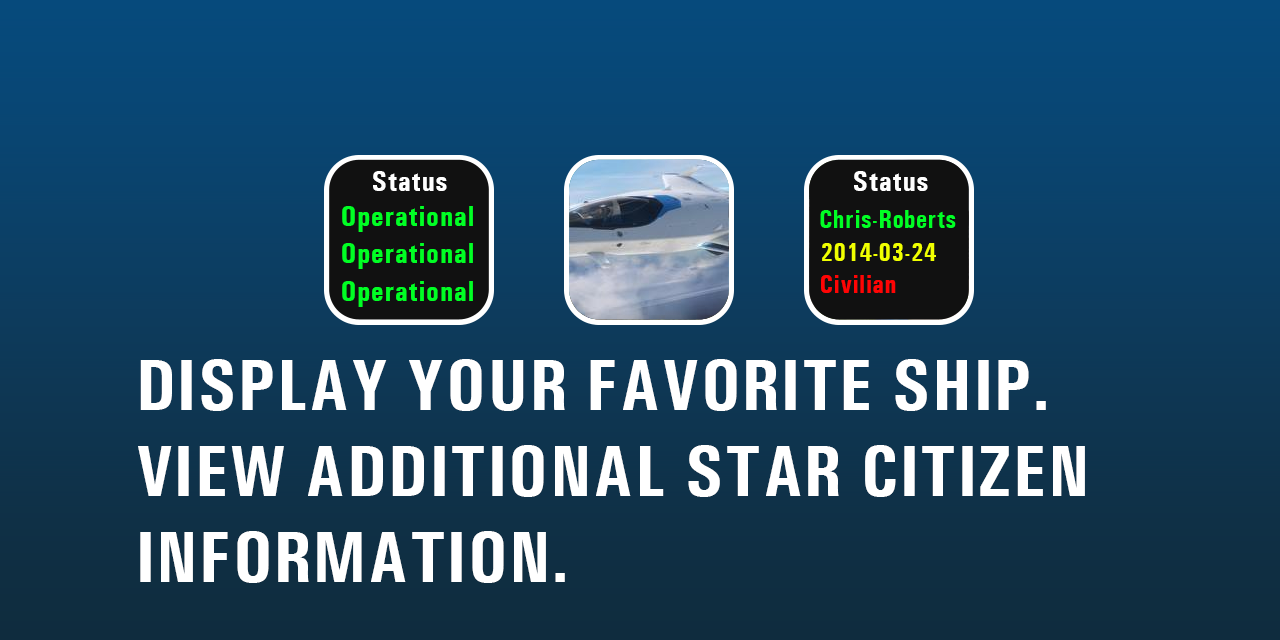 Status
Operational
Operational
Operational
Status
Chris-Roberts
2014-03-24
Civilian
DISPLAY YOUR FAVORITE SHIP.
VIEW ADDITIONAL STAR CITIZEN
INFORMATION.